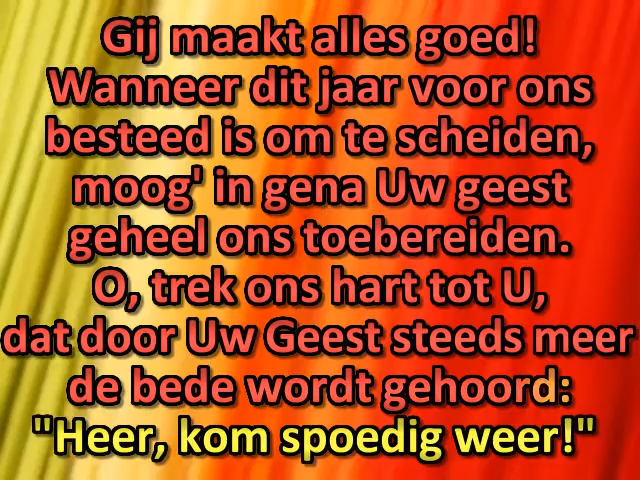 Gij maakt alles goed!
Wanneer dit jaar voor ons
besteed is om te scheiden,
moog' in gena Uw geest
geheel ons toebereiden.
O, trek ons hart tot U,
dat door Uw Geest steeds meer
de bede wordt gehoord:
"Heer, kom spoedig weer!"